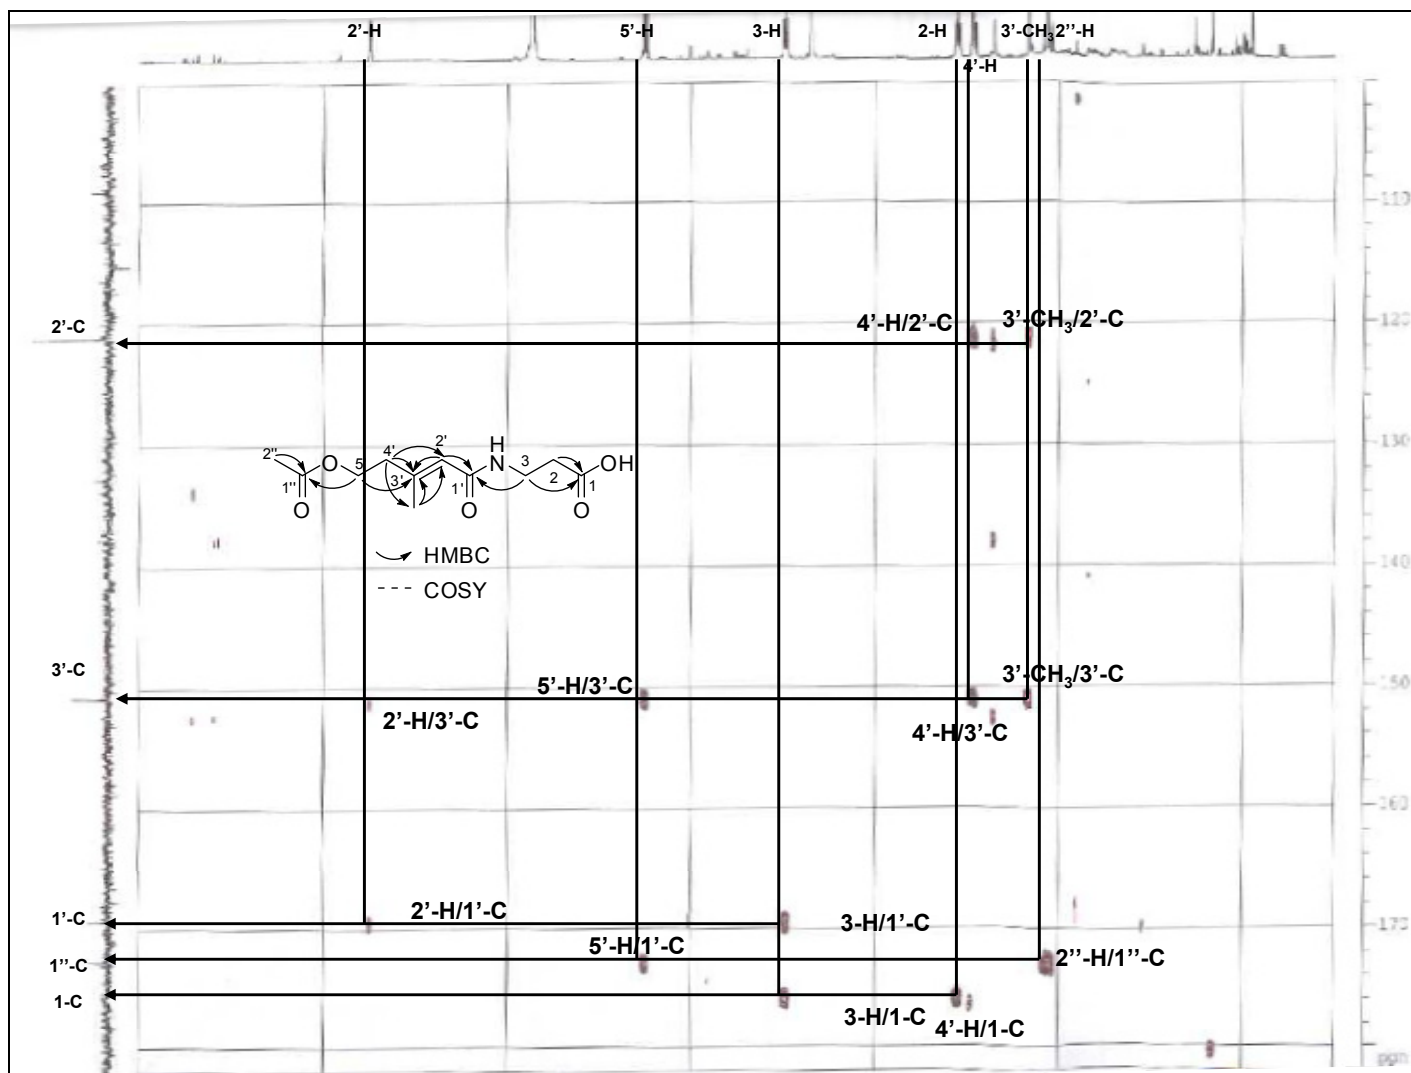 2’-H 5’-H 3-H 2-H 3’-CH3 2’’-H
4’-H
110
2’-C 4’-H/2’-C 3’-CH3/2’-C 120
130
H
2'' O 5' 4' 2' N 3 OH
1'' 3' 1' 2 1
O O O
HMBC
COSY
140
3’-C 3’-CH3/3’-C 150
5’-H/3’-C
2’-H/3’-C 4’-H/3’-C
160
1’-C 2’-H/1’-C 3-H/1’-C 170
5’-H/1’-C
1’’-C 2’’-H/1’’-C
1-C 3-H/1-C 4’-H/1-C
ppm